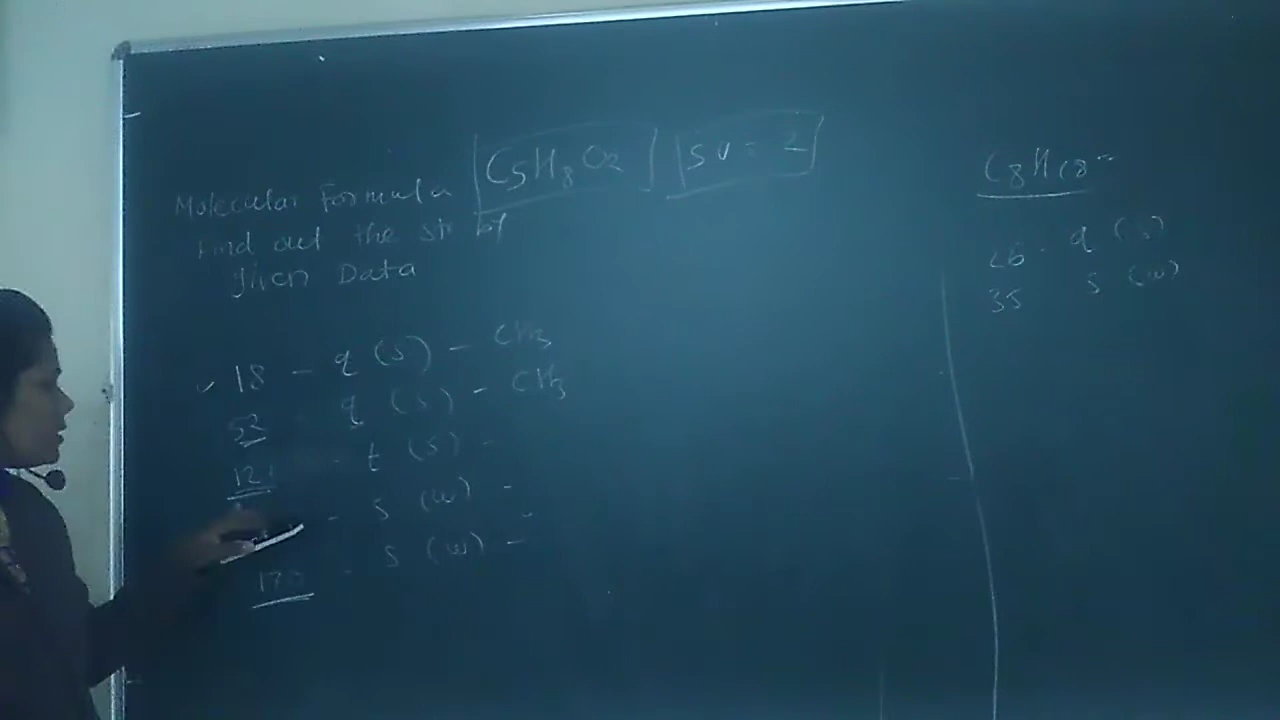 Molecular Formula C5H8O2 SU = 2
Find out the str by
given Data
18 - q (s) - CH3
53 - q (s) - CH3
121 - t (s) -
- s (w) -
170 - s (w) -
C8H18
26 - q (s)
35 s (w)